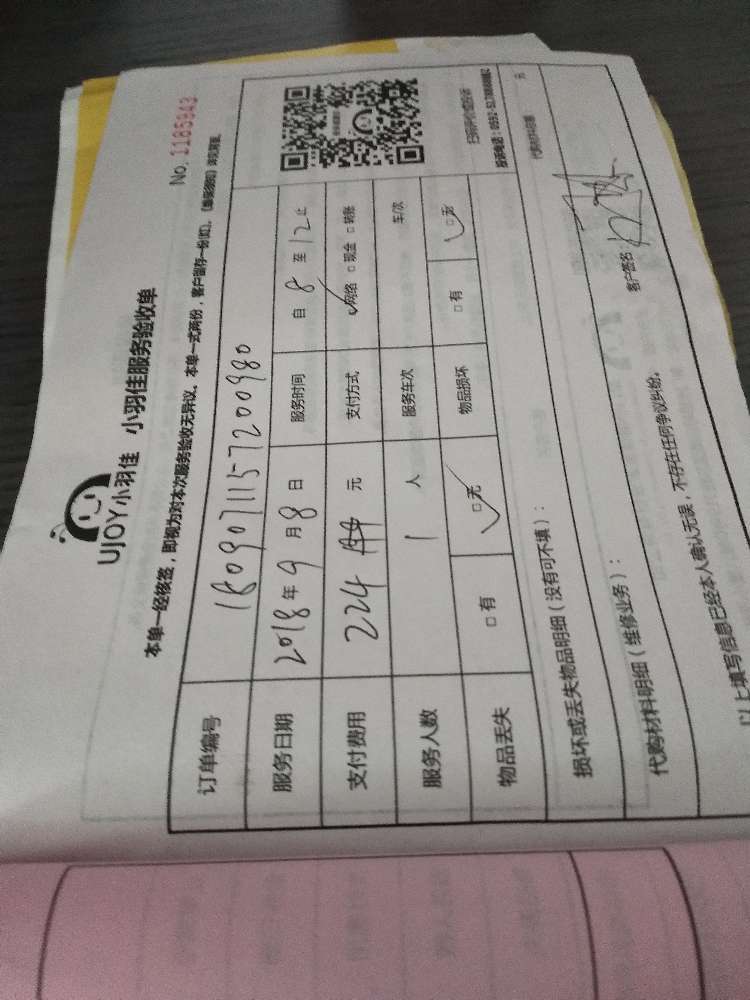 UJOY小羽佳 小羽佳服务验收单
No. 1165943
本单一经核签，即视为对本次服务验收无异议。本单一式两份，客户留存一份
订单编号 1809071157200980
服务日期 2018年9月8日 服务时间 自8至12止
支付费用 224 元 支付方式 ☑网络 □现金 □转账
服务人数 1 人 服务车次 车/次
物品丢失 □有 ☑无 物品损坏 □有 ☑无
损坏或丢失物品明细（没有可不填）：
代购材料明细（维修业务）： 元
客户签名
以上填写信息已经本人确认无误，不存在任何争议纠纷。